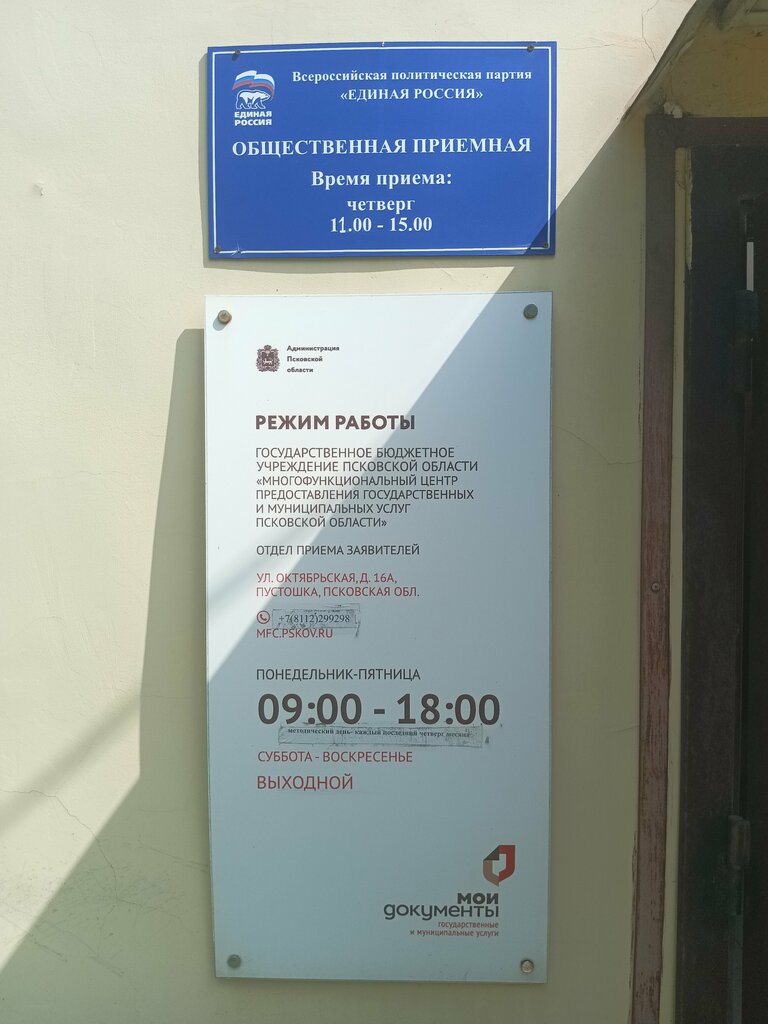 Всероссийская политическая партия
«ЕДИНАЯ РОССИЯ»
ЕДИНАЯ
РОССИЯ
ОБЩЕСТВЕННАЯ ПРИЕМНАЯ
Время приема:
четверг
11.00 - 15.00
Администрация
Псковской
области
РЕЖИМ РАБОТЫ
ГОСУДАРСТВЕННОЕ БЮДЖЕТНОЕ
УЧРЕЖДЕНИЕ ПСКОВСКОЙ ОБЛАСТИ
«МНОГОФУНКЦИОНАЛЬНЫЙ ЦЕНТР
ПРЕДОСТАВЛЕНИЯ ГОСУДАРСТВЕННЫХ
И МУНИЦИПАЛЬНЫХ УСЛУГ
ПСКОВСКОЙ ОБЛАСТИ»
ОТДЕЛ ПРИЕМА ЗАЯВИТЕЛЕЙ
УЛ. ОКТЯБРЬСКАЯ, Д. 16А,
ПУСТОШКА, ПСКОВСКАЯ ОБЛ.
+7(8112)299298
MFC.PSKOV.RU
ПОНЕДЕЛЬНИК-ПЯТНИЦА
09:00 - 18:00
методический день- каждый последний четверг месяца
СУББОТА - ВОСКРЕСЕНЬЕ
ВЫХОДНОЙ
мои
документы
государственные
и муниципальные услуги